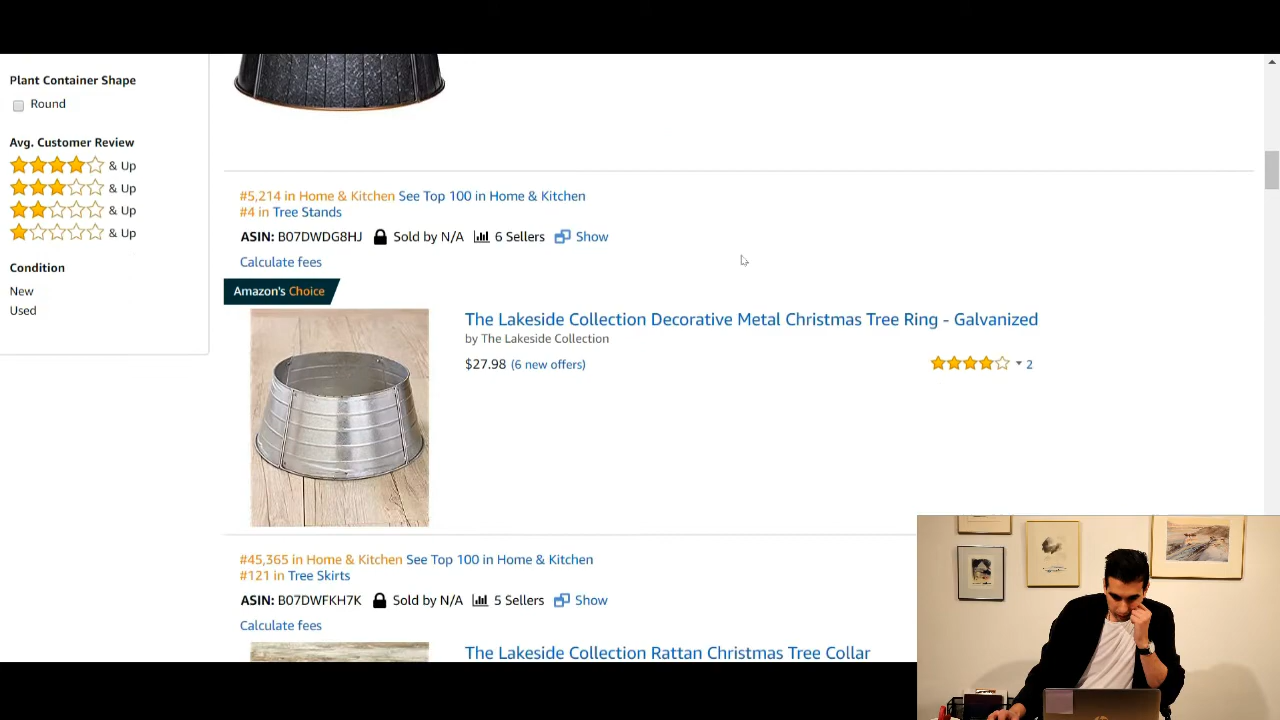 Plant Container Shape
Round
Avg. Customer Review
& Up
& Up
& Up
& Up
Condition
New
Used
#5,214 in Home & Kitchen See Top 100 in Home & Kitchen
#4 in Tree Stands
ASIN: B07DWDG8HJ Sold by N/A 6 Sellers Show
Calculate fees
Amazon's Choice
The Lakeside Collection Decorative Metal Christmas Tree Ring - Galvanized
by The Lakeside Collection
$27.98 (6 new offers)
2
#45,365 in Home & Kitchen See Top 100 in Home & Kitchen
#121 in Tree Skirts
ASIN: B07DWFKH7K Sold by N/A 5 Sellers Show
Calculate fees
The Lakeside Collection Rattan Christmas Tree Collar